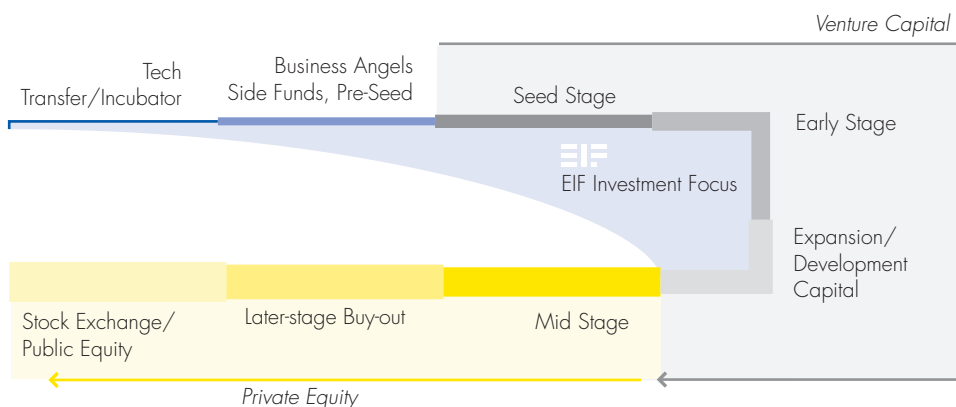 Venture Capital
Tech
Transfer/Incubator
Business Angels
Side Funds, Pre-Seed
Seed Stage
Early Stage
EIF
EIF Investment Focus
Expansion/
Development
Capital
Stock Exchange/
Public Equity
Later-stage Buy-out
Mid Stage
Private Equity